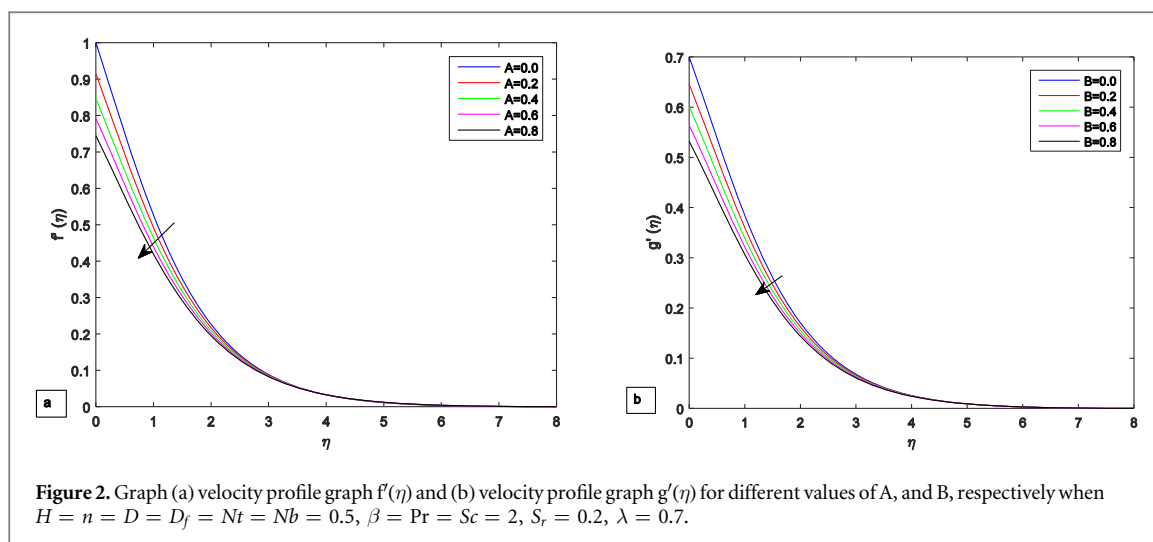 1
0.9
0.8
0.7
0.6
0.5
0.4
0.3
0.2
0.1
0
f' (η)
0 1 2 3 4 5 6 7 8
η
A=0.0
A=0.2
A=0.4
A=0.6
A=0.8
a
0.7
0.6
0.5
0.4
0.3
0.2
0.1
0
g' (η)
0 1 2 3 4 5 6 7 8
η
B=0.0
B=0.2
B=0.4
B=0.6
B=0.8
b
Figure 2. Graph (a) velocity profile graph f′(η) and (b) velocity profile graph g′(η) for different values of A, and B, respectively when
H = n = D = D_f = Nt = Nb = 0.5, β = Pr = Sc = 2, S_r = 0.2, λ = 0.7.